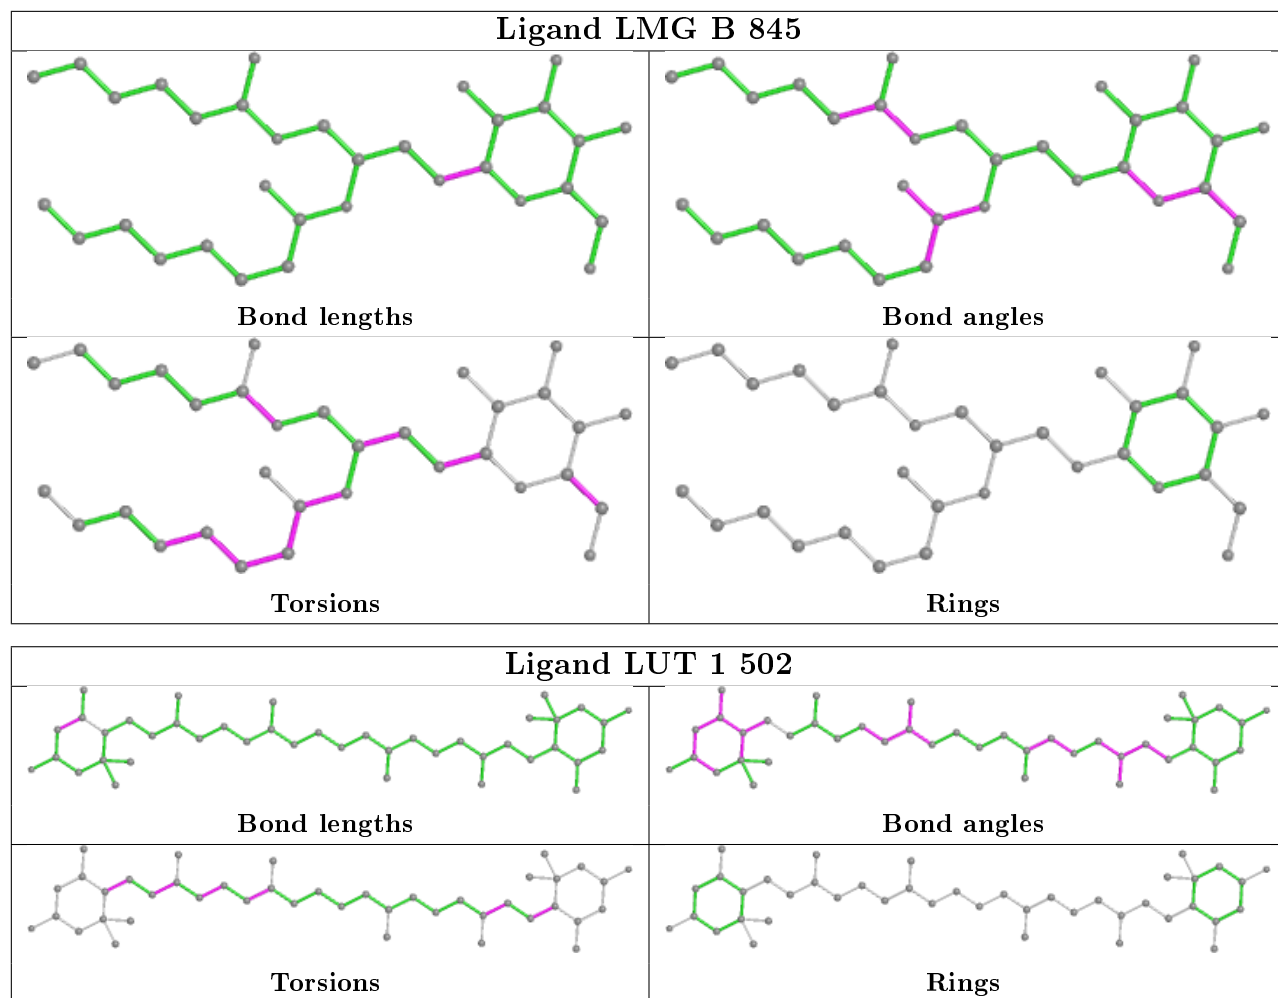 Ligand LMG B 845
Bond lengths
Bond angles
Torsions
Rings
Ligand LUT 1 502
Bond lengths
Bond angles
Torsions
Rings